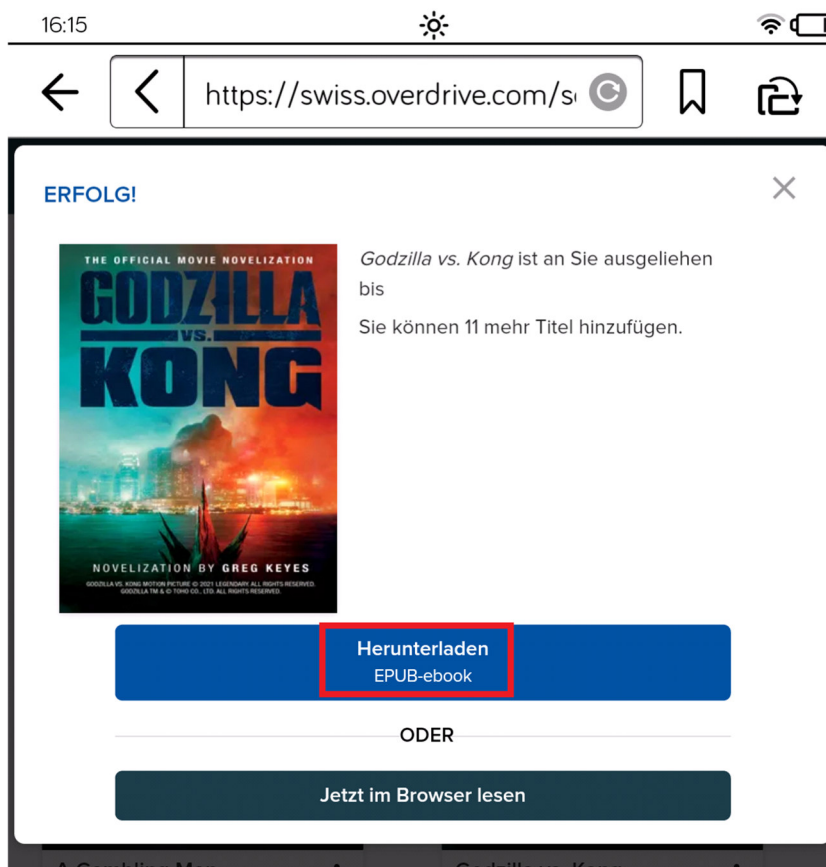 16:15
https://swiss.overdrive.com/s
ERFOLG!
THE OFFICIAL MOVIE NOVELIZATION
GODZILLA
VS.
KONG
NOVELIZATION BY GREG KEYES
GODZILLA VS. KONG MOTION PICTURE © 2021 LEGENDARY. ALL RIGHTS RESERVED.
GODZILLA TM & © TOHO CO., LTD. ALL RIGHTS RESERVED.
Godzilla vs. Kong ist an Sie ausgeliehen
bis
Sie können 11 mehr Titel hinzufügen.
Herunterladen
EPUB-ebook
ODER
Jetzt im Browser lesen